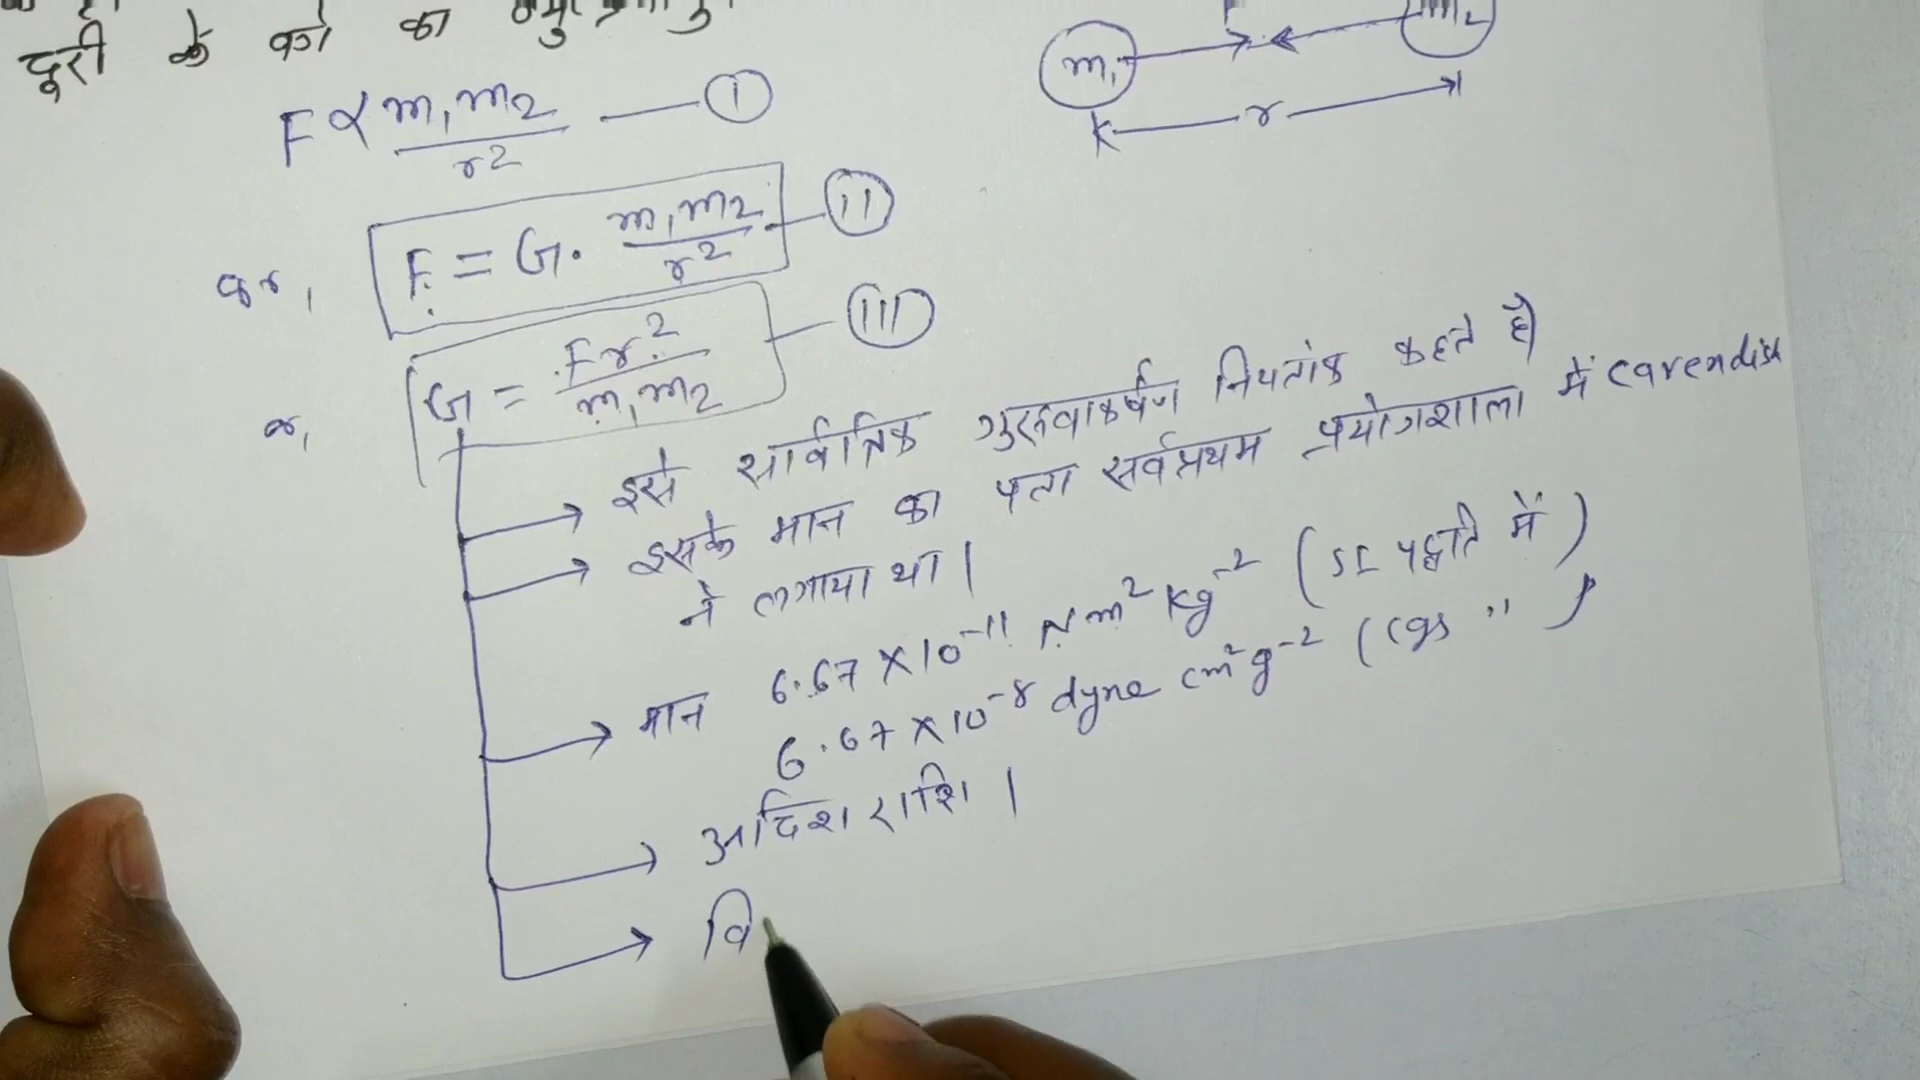 दूरी के वर्ग का
F ∝ m₁m₂/r² — I
m₁
m₂
r
F = G. m₁m₂/r² — II
या,
G = Fr²/m₁m₂ — III
या,
इसे सार्वत्रिक गुरुत्वाकर्षण नियतांक कहते है।
इसके मान का पता सर्वप्रथम प्रयोगशाला में cavendish
ने लगाया था।
मान 6.67 × 10⁻¹¹ Nm² kg⁻² (SI पद्धति में)
6.67 × 10⁻⁸ dyne cm² g⁻² (cgs ")
अदिश राशि।
वि